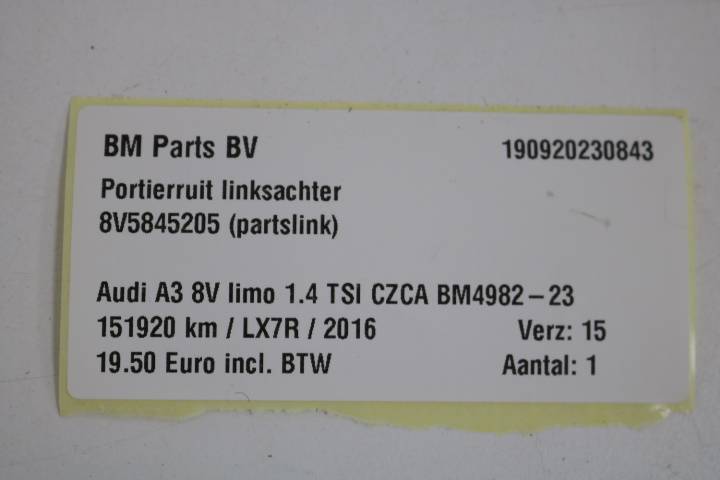 BM Parts BV 190920230843
Portierruit linksachter
8V5845205 (partslink)
Audi A3 8V limo 1.4 TSI CZCA BM4982-23
151920 km / LX7R / 2016 Verz: 15
19.50 Euro incl. BTW Aantal: 1